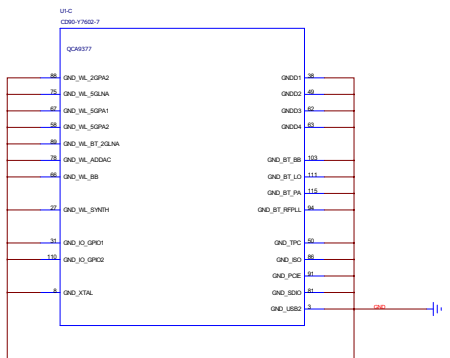 U1-C
CD90-Y7602-7
QCA9377
88 GND_WL_2GPA2
75 GND_WL_5GLNA
67 GND_WL_5GPA1
58 GND_WL_5GPA2
89 GND_WL_BT_2GLNA
78 GND_WL_ADDAC
66 GND_WL_BB
27 GND_WL_SYNTH
31 GND_IO_GPIO1
110 GND_IO_GPIO2
8 GND_XTAL
GNDD1 38
GNDD2 49
GNDD3 62
GNDD4 63
GND_BT_BB 103
GND_BT_LO 111
GND_BT_PA 115
GND_BT_RFPLL 94
GND_TPC 50
GND_ISO 86
GND_PCIE 91
GND_SDIO 81
GND_USB2 3
GND